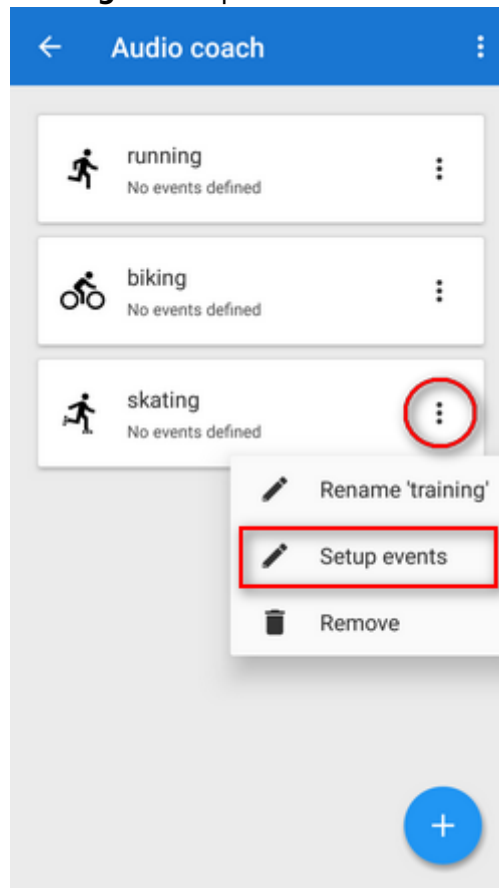 Audio coach
running
No events defined
biking
No events defined
skating
No events defined
Rename 'training'
Setup events
Remove